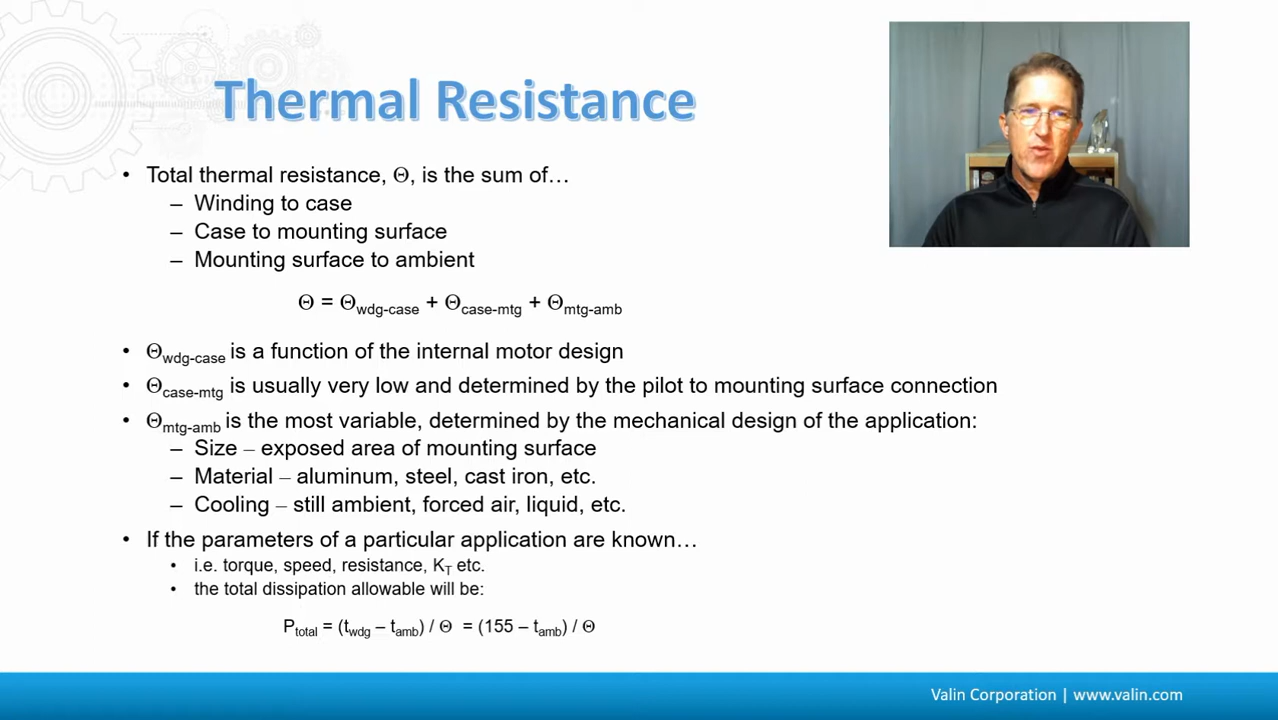 Thermal Resistance
• Total thermal resistance, Θ, is the sum of…
– Winding to case
– Case to mounting surface
– Mounting surface to ambient
Θ = Θwdg-case + Θcase-mtg + Θmtg-amb
• Θwdg-case is a function of the internal motor design
• Θcase-mtg is usually very low and determined by the pilot to mounting surface connection
• Θmtg-amb is the most variable, determined by the mechanical design of the application:
– Size – exposed area of mounting surface
– Material – aluminum, steel, cast iron, etc.
– Cooling – still ambient, forced air, liquid, etc.
• If the parameters of a particular application are known…
• i.e. torque, speed, resistance, KT etc.
• the total dissipation allowable will be:
Ptotal = (twdg – tamb) / Θ = (155 – tamb) / Θ
Valin Corporation | www.valin.com